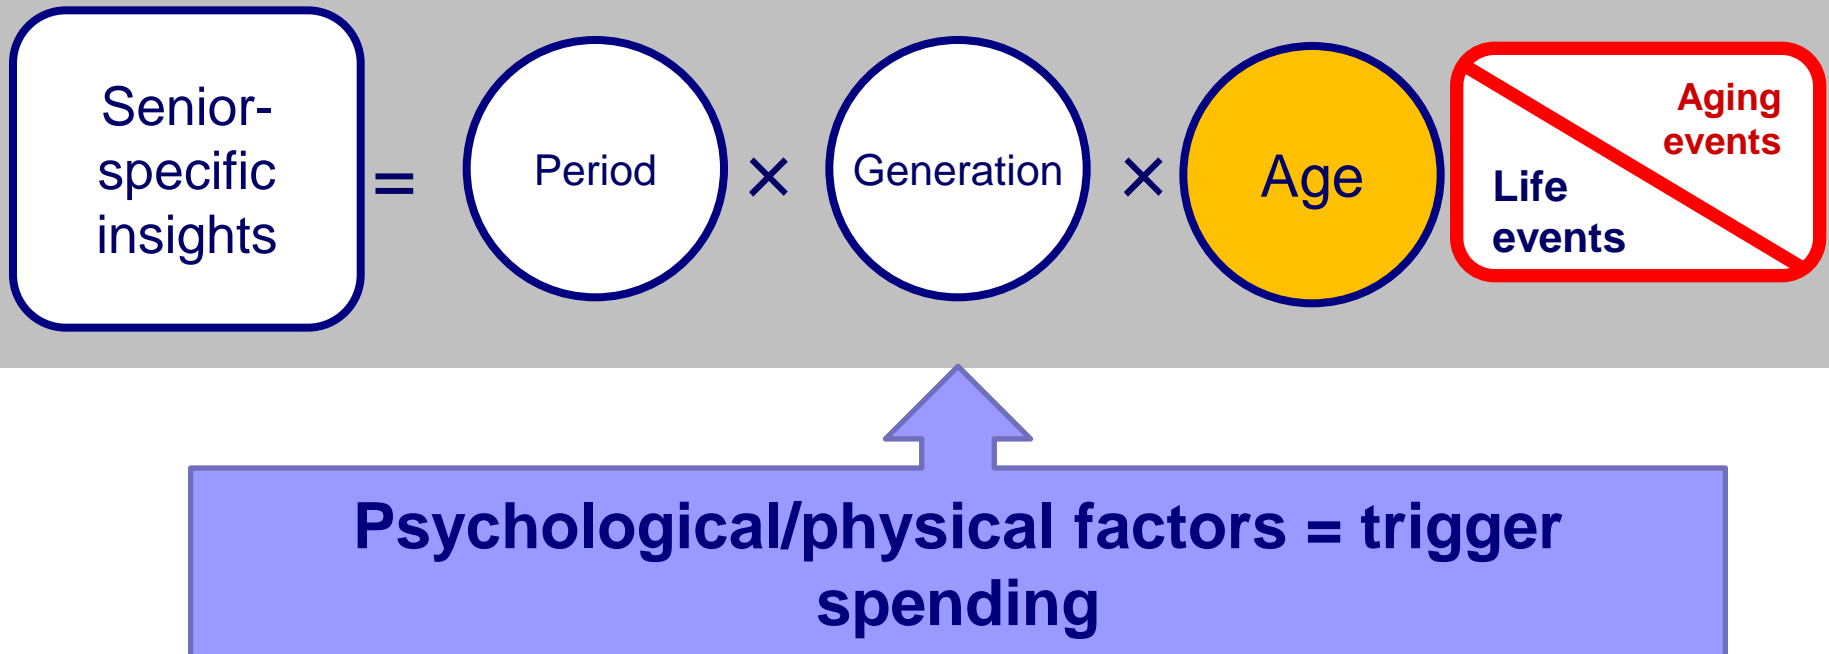 Senior-
specific
insights
=
Period
×
Generation
×
Age
Aging
events
Life
events
Psychological/physical factors = trigger
spending